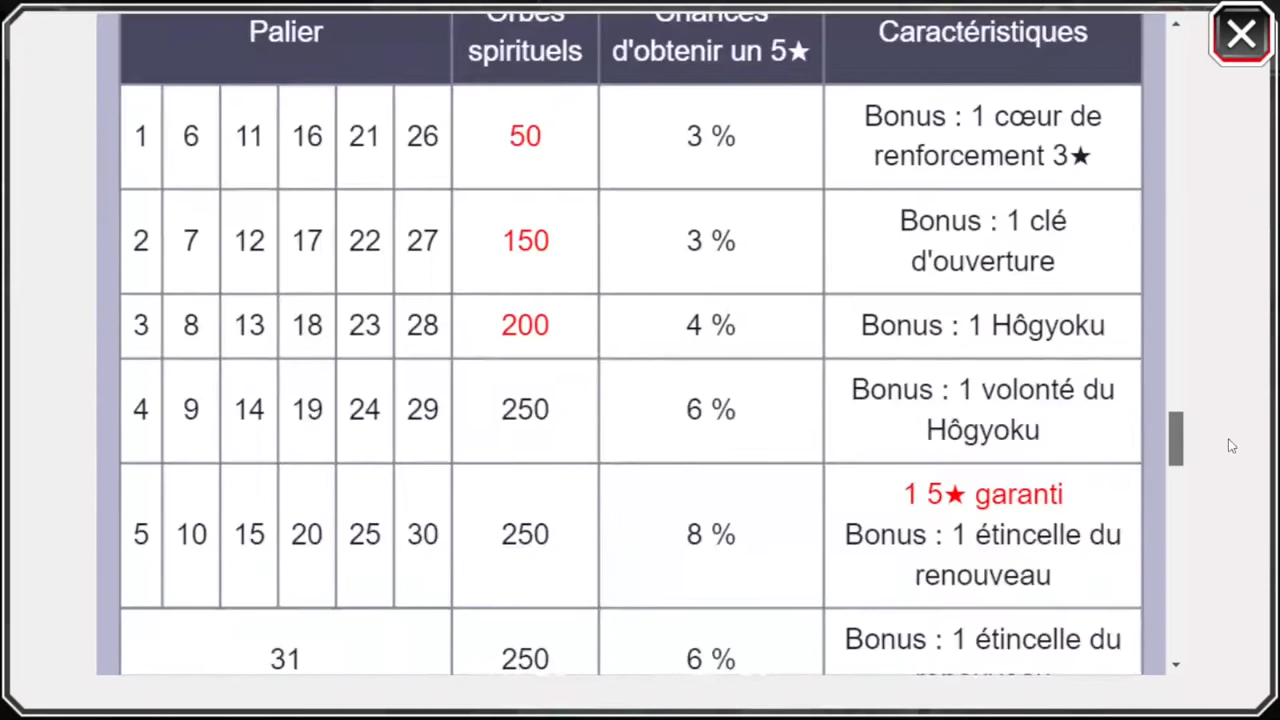 Palier
Orbes
spirituels
Chances
d'obtenir un 5★
Caractéristiques
1 6 11 16 21 26 50 3 % Bonus : 1 cœur de
renforcement 3★
2 7 12 17 22 27 150 3 % Bonus : 1 clé
d'ouverture
3 8 13 18 23 28 200 4 % Bonus : 1 Hôgyoku
4 9 14 19 24 29 250 6 % Bonus : 1 volonté du
Hôgyoku
1 5★ garanti
5 10 15 20 25 30 250 8 % Bonus : 1 étincelle du
renouveau
31 250 6 % Bonus : 1 étincelle du